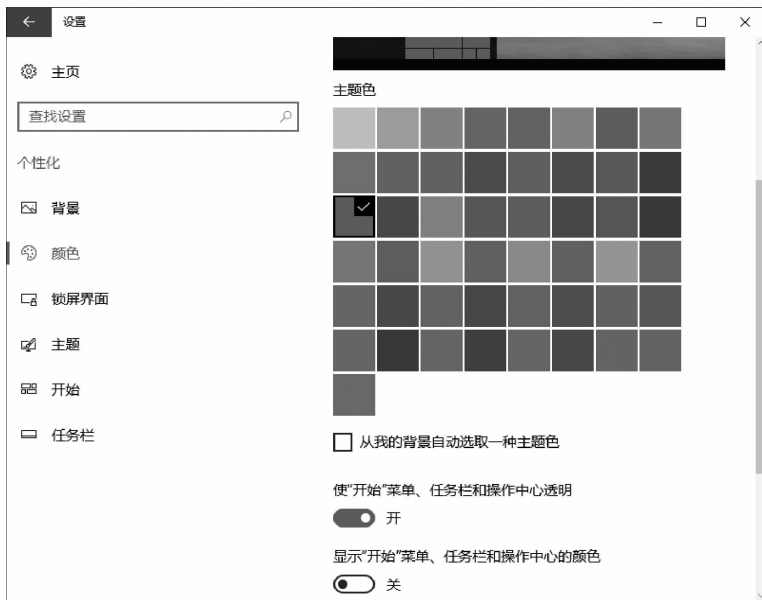 设置
主页
查找设置
个性化
背景
颜色
锁屏界面
主题
开始
任务栏
主题色
从我的背景自动选取一种主题色
使“开始”菜单、任务栏和操作中心透明
开
显示“开始”菜单、任务栏和操作中心的颜色
关